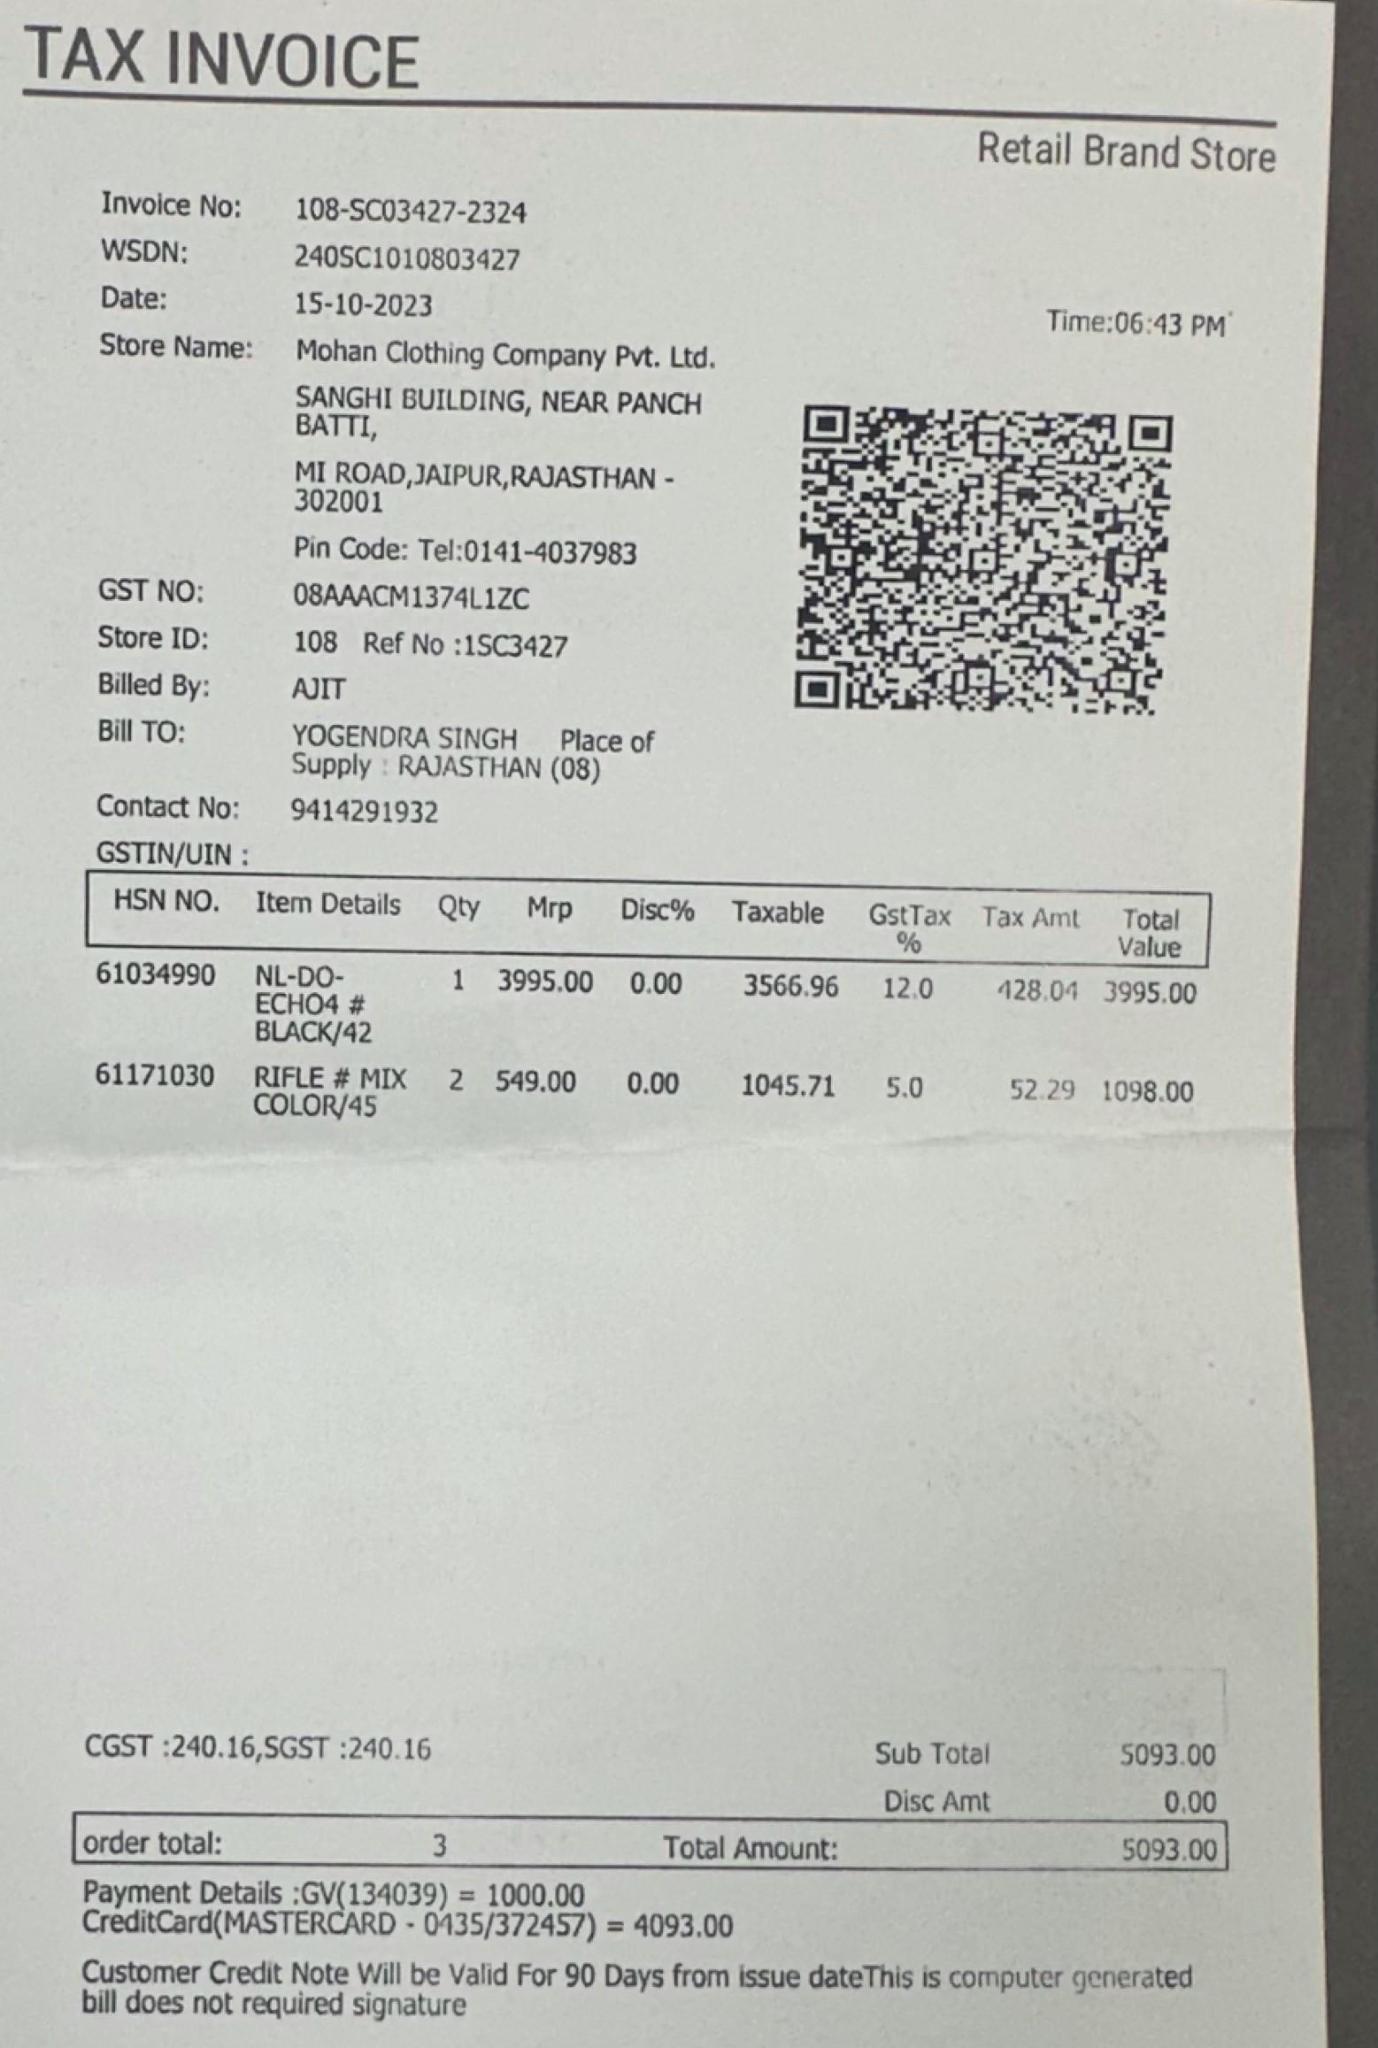 TAX INVOICE
Retail Brand Store
Invoice No: 108-SC03427-2324
WSDN: 240SC1010803427
Date: 15-10-2023 Time:06:43 PM
Store Name: Mohan Clothing Company Pvt. Ltd.
SANGHI BUILDING, NEAR PANCH
BATTI,
MI ROAD,JAIPUR,RAJASTHAN -
302001
Pin Code: Tel:0141-4037983
GST NO: 08AAACM1374L1ZC
Store ID: 108 Ref No :1SC3427
Billed By: AJIT
Bill TO: YOGENDRA SINGH Place of
Supply : RAJASTHAN (08)
Contact No: 9414291932
GSTIN/UIN :
HSN NO. Item Details Qty Mrp Disc% Taxable GstTax Tax Amt Total
% Value
61034990 NL-DO- 1 3995.00 0.00 3566.96 12.0 428.04 3995.00
ECHO4 #
BLACK/42
61171030 RIFLE # MIX 2 549.00 0.00 1045.71 5.0 52.29 1098.00
COLOR/45
CGST :240.16,SGST :240.16 Sub Total 5093.00
Disc Amt 0.00
order total: 3 Total Amount: 5093.00
Payment Details :GV(134039) = 1000.00
CreditCard(MASTERCARD - 0435/372457) = 4093.00
Customer Credit Note Will be Valid For 90 Days from issue dateThis is computer generated
bill does not required signature